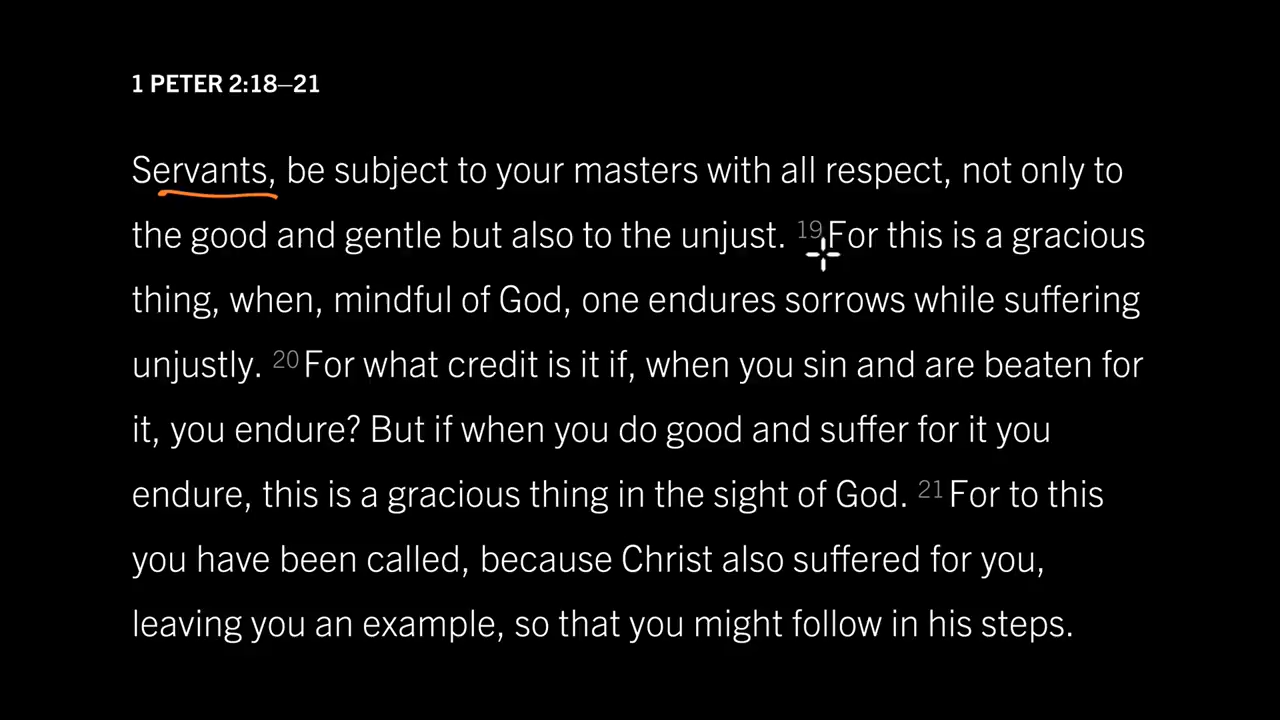 1 PETER 2:18–21
Servants, be subject to your masters with all respect, not only to
the good and gentle but also to the unjust. 19 For this is a gracious
thing, when, mindful of God, one endures sorrows while suffering
unjustly. 20 For what credit is it if, when you sin and are beaten for
it, you endure? But if when you do good and suffer for it you
endure, this is a gracious thing in the sight of God. 21 For to this
you have been called, because Christ also suffered for you,
leaving you an example, so that you might follow in his steps.